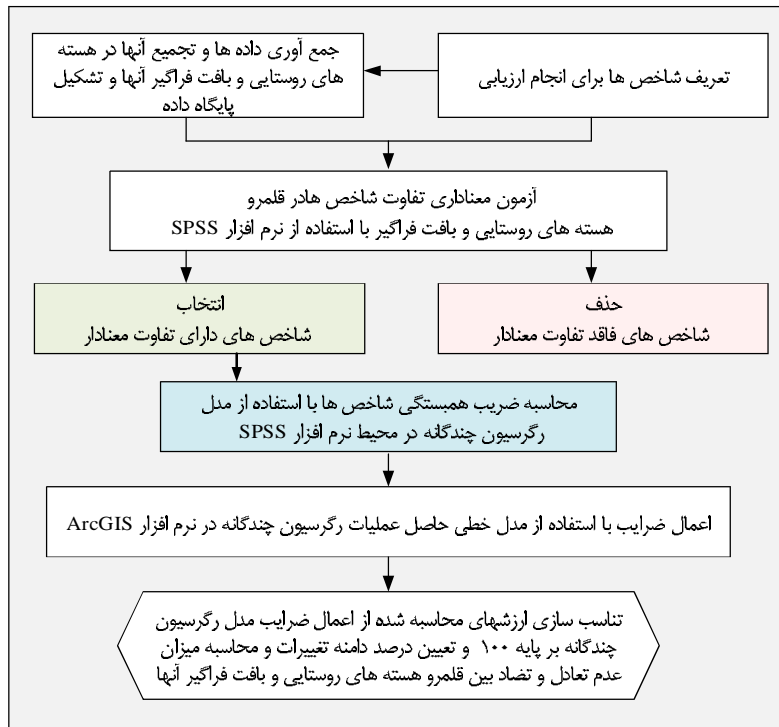 تعریف شاخص ها برای انجام ارزیابی
جمع آوری داده ها و تجمیع آنها در هسته
های روستایی و بافت فراگیر آنها و تشکیل
پایگاه داده
آزمون معناداری تفاوت شاخص هادر قلمرو
هسته های روستایی و بافت فراگیر با استفاده از نرم افزار SPSS
حذف
شاخص های فاقد تفاوت معنادار
انتخاب
شاخص های دارای تفاوت معنادار
محاسبه ضریب همبستگی شاخص ها با استفاده از مدل
رگرسیون چندگانه در محیط نرم افزار SPSS
اعمال ضرایب با استفاده از مدل خطی حاصل عملیات رگرسیون چندگانه در نرم افزار ArcGIS
تناسب سازی ارزشهای محاسبه شده از اعمال ضرایب مدل رگرسیون
چندگانه بر پایه ۱۰۰ و تعیین درصد دامنه تغییرات و محاسبه میزان
عدم تعادل و تضاد بین قلمرو هسته های روستایی و بافت فراگیر آنها